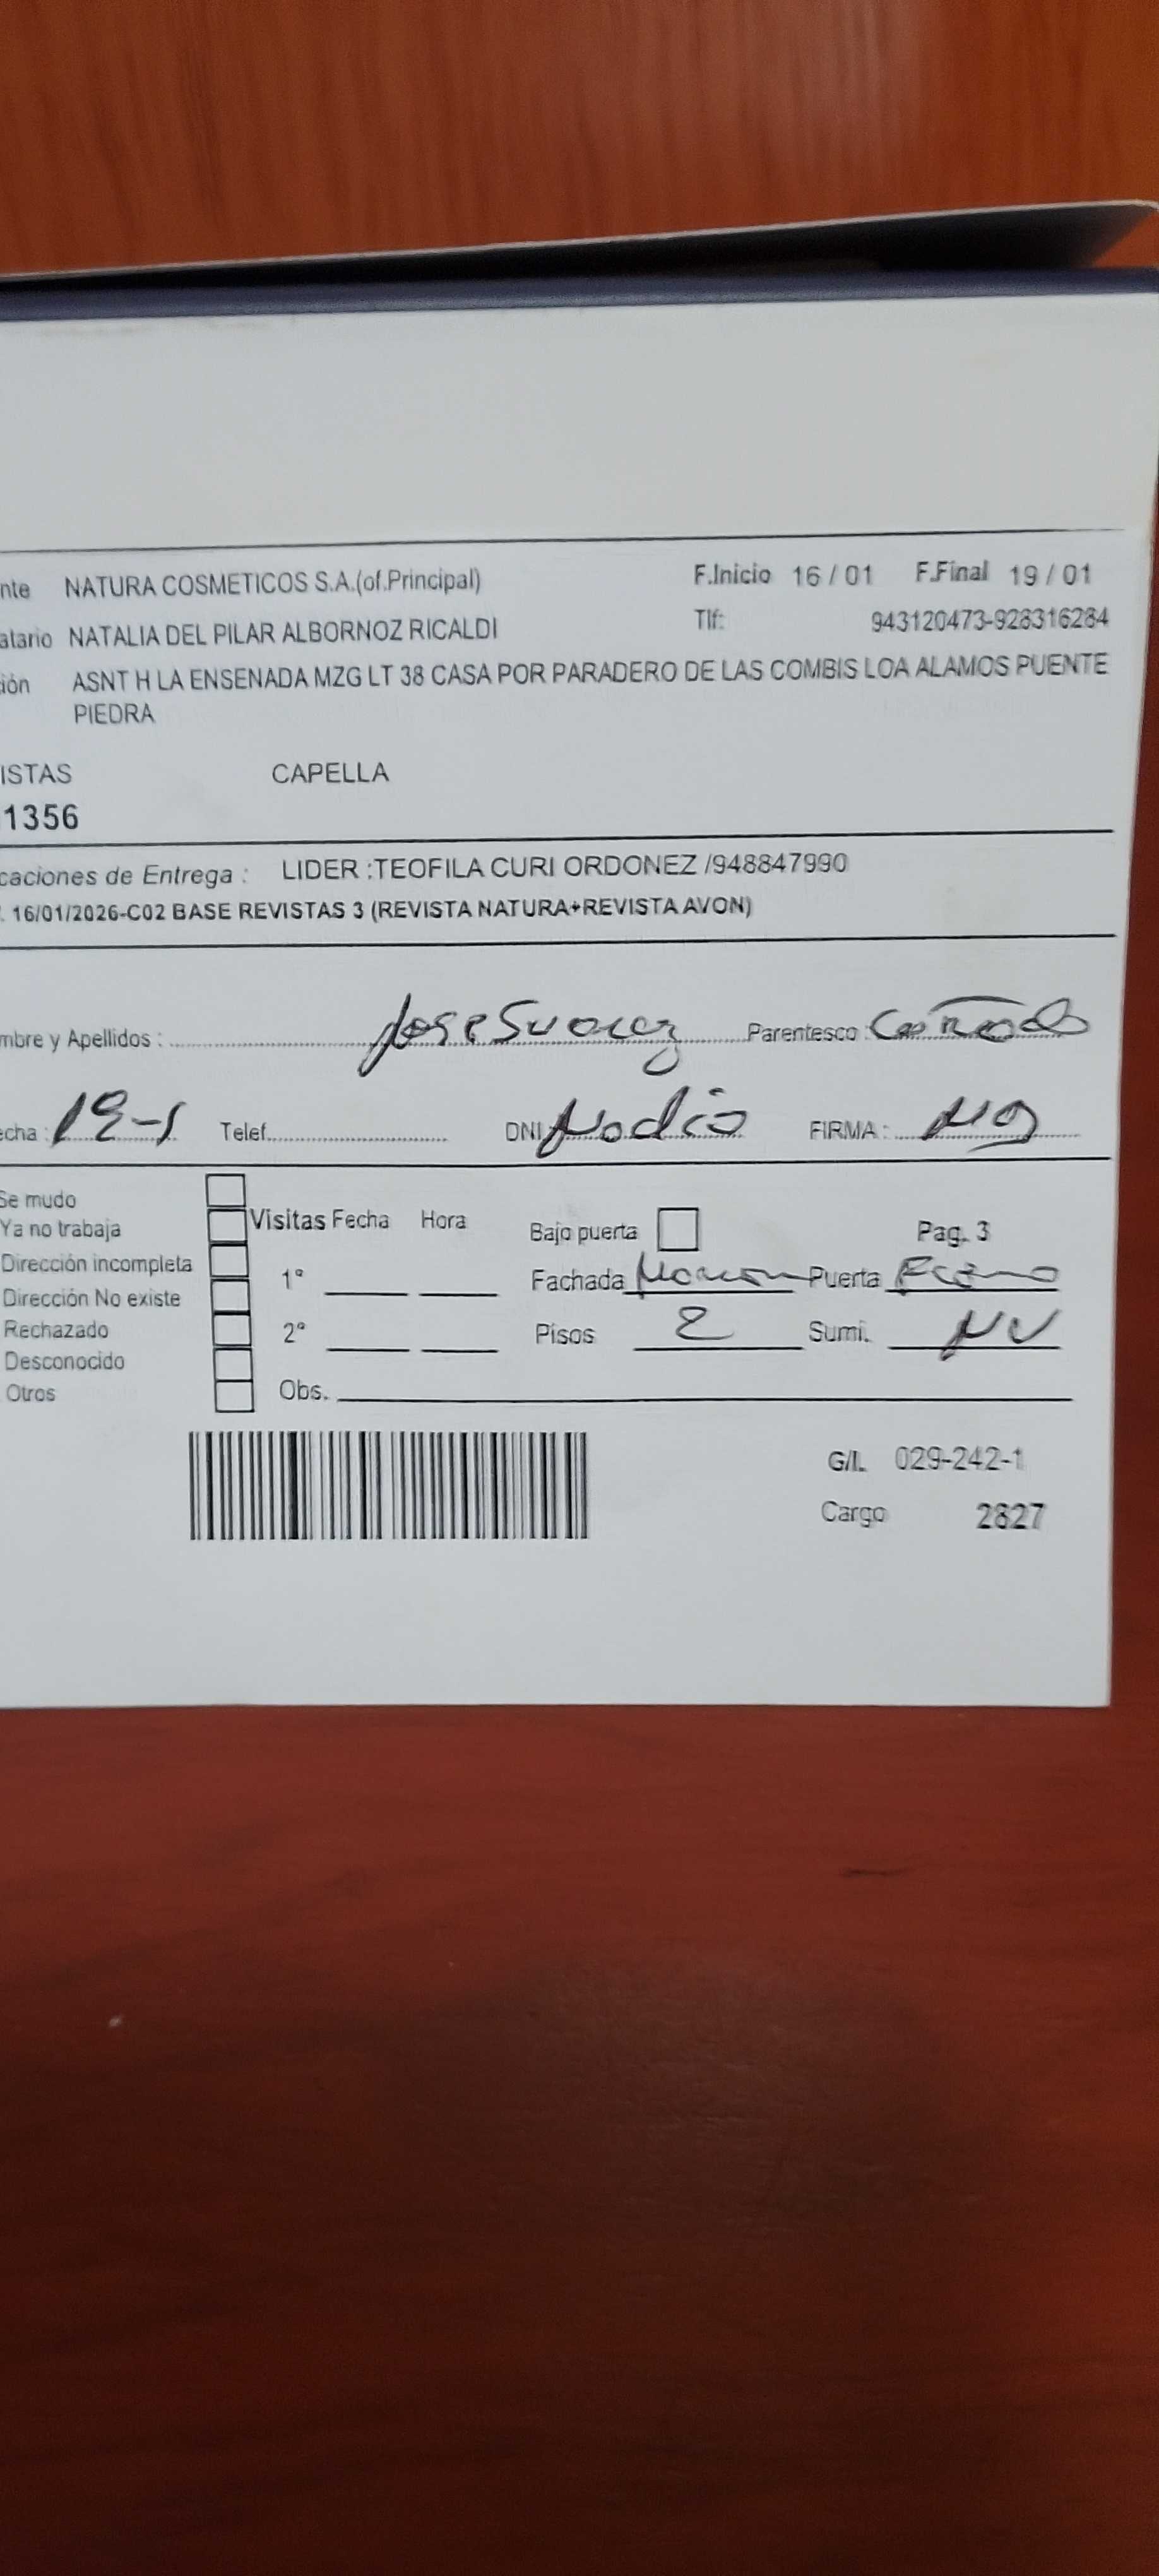 nte NATURA COSMETICOS S.A.(of.Principal) F.Inicio 16 / 01 F.Final 19 / 01
atario NATALIA DEL PILAR ALBORNOZ RICALDI Tlf: 943120473-928316284
ión ASNT H LA ENSENADA MZG LT 38 CASA POR PARADERO DE LAS COMBIS LOA ALAMOS PUENTE
PIEDRA
ISTAS CAPELLA
1356
caciones de Entrega : LIDER :TEOFILA CURI ORDONEZ /948847990
. 16/01/2026-C02 BASE REVISTAS 3 (REVISTA NATURA+REVISTA AVON)
mbre y Apellidos : Jose Suarez Parentesco : Cuñado
echa : 19-1 Telef. DNI No dio FIRMA : No
Se mudo
Ya no trabaja Visitas Fecha Hora Bajo puerta Pag. 3
Dirección incompleta 1° Fachada Puerta
Dirección No existe
Rechazado 2° Pisos 2 Sumi. NV
Desconocido
Otros Obs.
G/L. 029-242-1
Cargo 2827